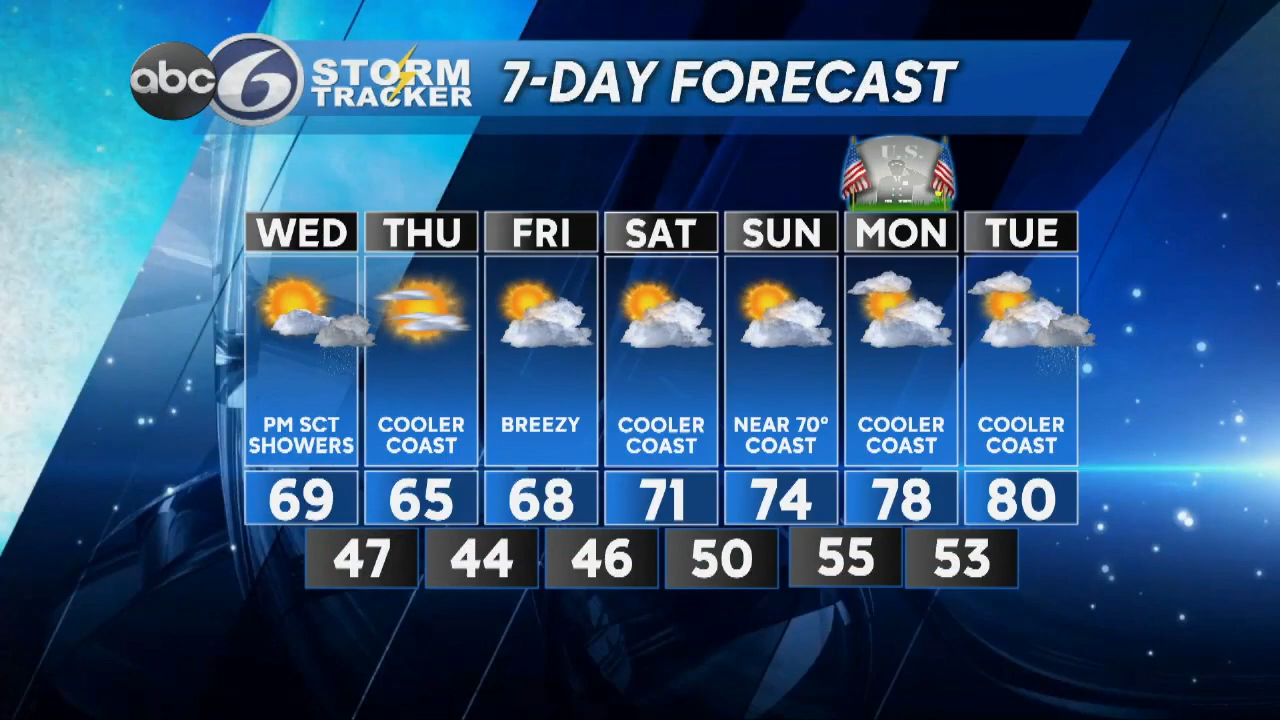 abc 6 STORM TRACKER 7-DAY FORECAST
U.S.
WED THU FRI SAT SUN MON TUE
PM SCT SHOWERS
COOLER COAST
BREEZY
COOLER COAST
NEAR 70° COAST
COOLER COAST
COOLER COAST
69 65 68 71 74 78 80
47 44 46 50 55 53